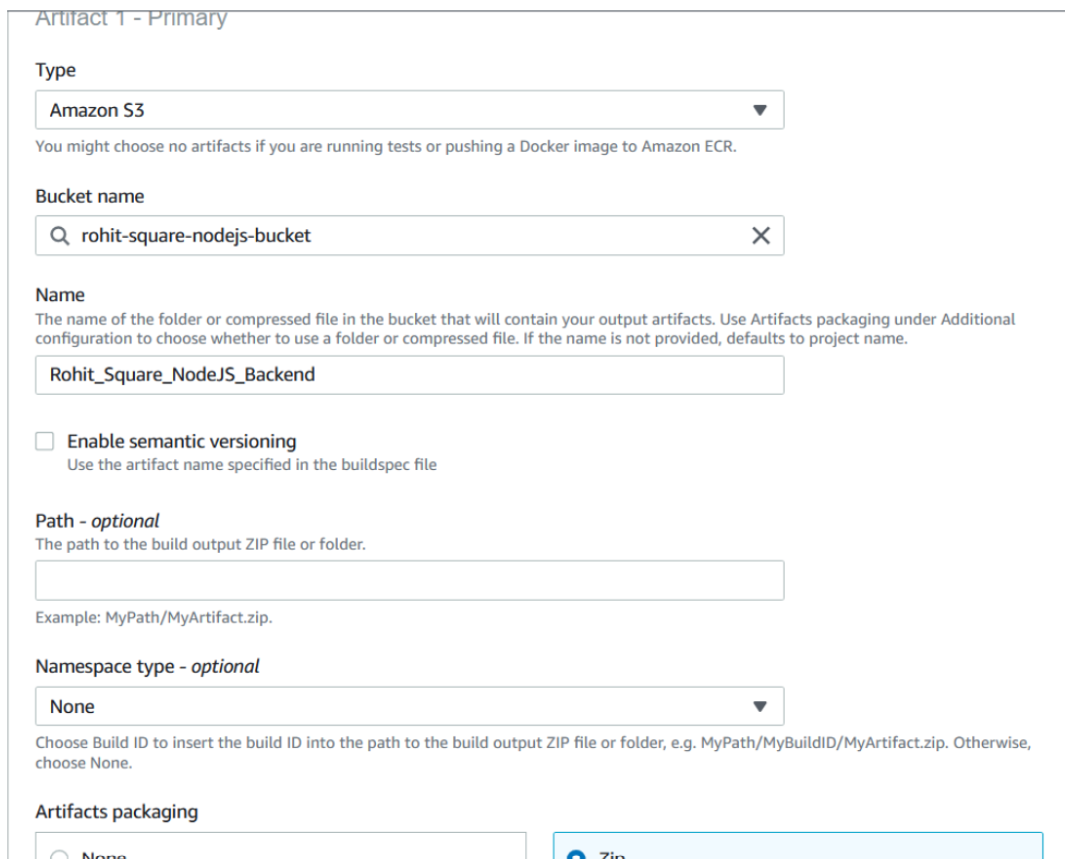 Artifact 1 - Primary
Type
Amazon S3
You might choose no artifacts if you are running tests or pushing a Docker image to Amazon ECR.
Bucket name
rohit-square-nodejs-bucket
Name
The name of the folder or compressed file in the bucket that will contain your output artifacts. Use Artifacts packaging under Additional
configuration to choose whether to use a folder or compressed file. If the name is not provided, defaults to project name.
Rohit_Square_NodeJS_Backend
Enable semantic versioning
Use the artifact name specified in the buildspec file
Path - optional
The path to the build output ZIP file or folder.
Example: MyPath/MyArtifact.zip.
Namespace type - optional
None
Choose Build ID to insert the build ID into the path to the build output ZIP file or folder, e.g. MyPath/MyBuildID/MyArtifact.zip. Otherwise,
choose None.
Artifacts packaging
None Zip